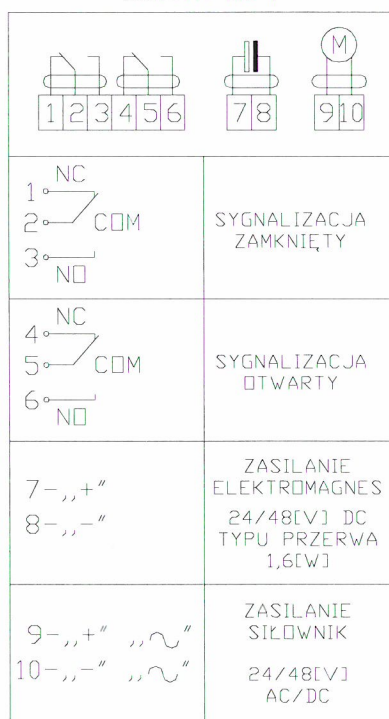 M
1 2 3 4 5 6 7 8 9 10
NC
1
2 COM
3
NO
SYGNALIZACJA
ZAMKNIĘTY
NC
4
5 COM
6
NO
SYGNALIZACJA
OTWARTY
7-,,+"
8-,,-"
ZASILANIE
ELEKTROMAGNES
24/48[V] DC
TYPU PRZERWA
1,6[W]
9-,,+" ,,~"
10-,,-" ,,~"
ZASILANIE
SIŁOWNIK
24/48[V]
AC/DC